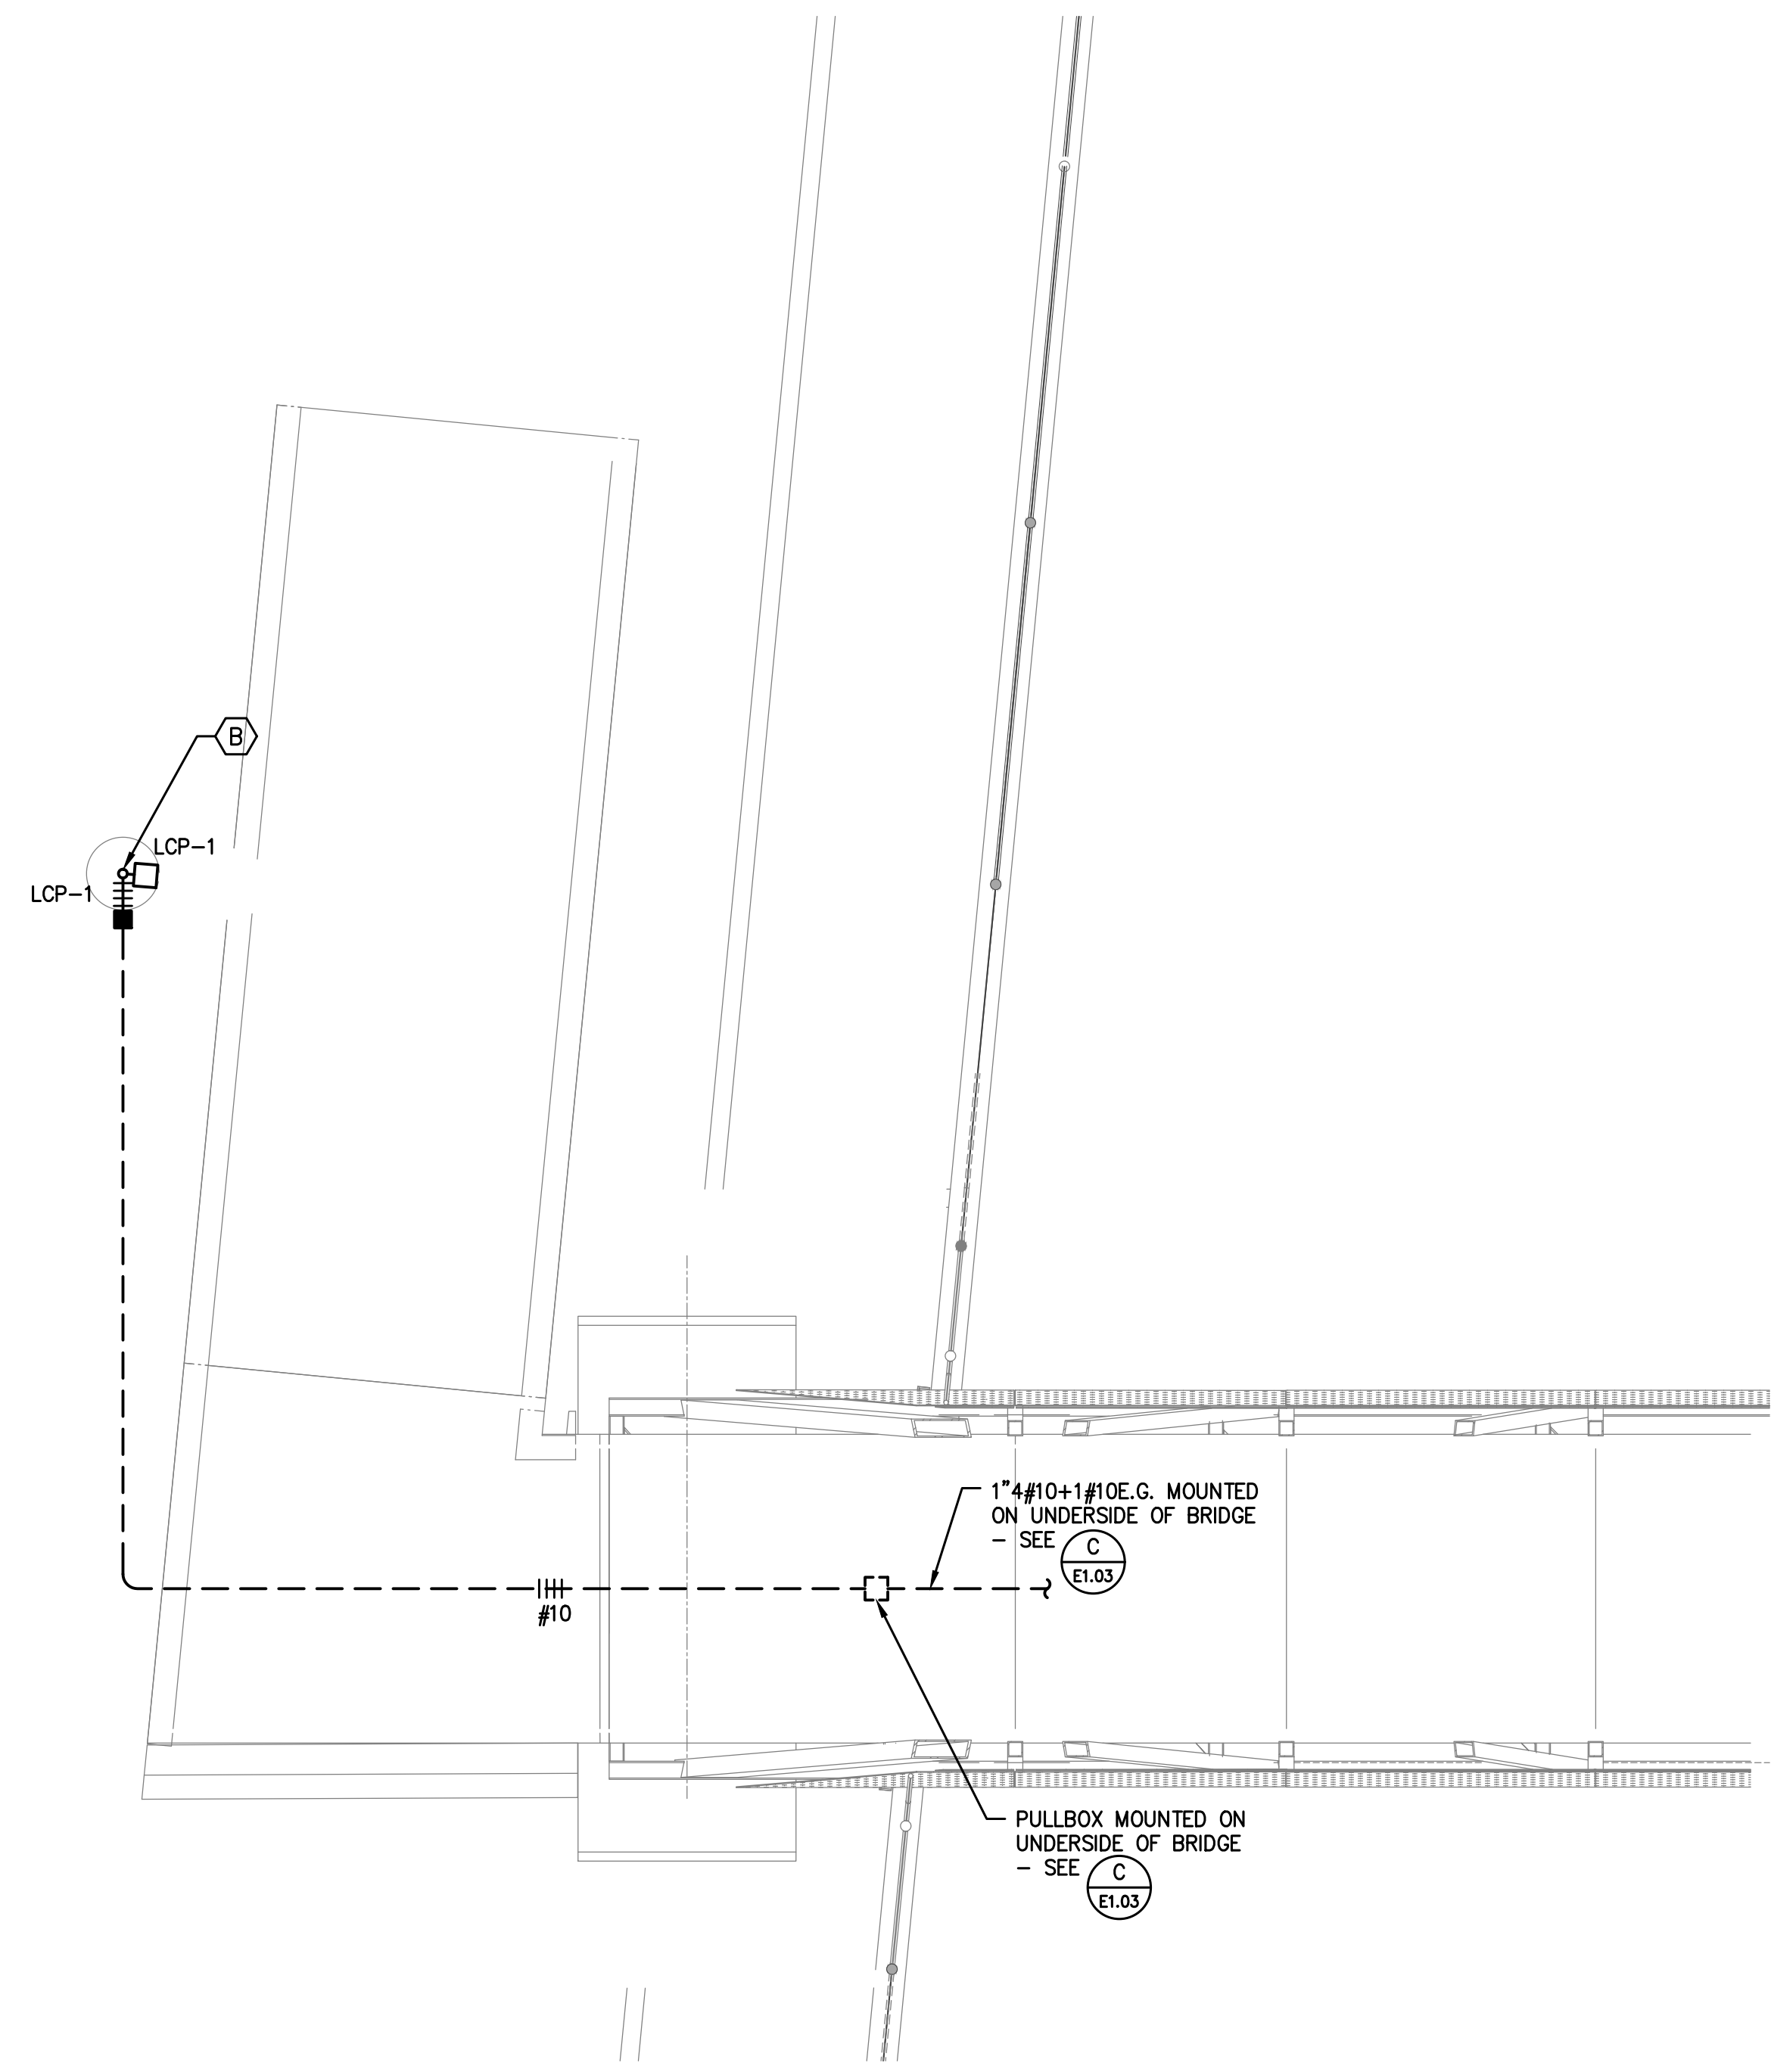 B
LCP-1
LCP-1
1"4#10+1#10E.G. MOUNTED
ON UNDERSIDE OF BRIDGE
- SEE
C
E1.03
#10
PULLBOX MOUNTED ON
UNDERSIDE OF BRIDGE
- SEE
C
E1.03